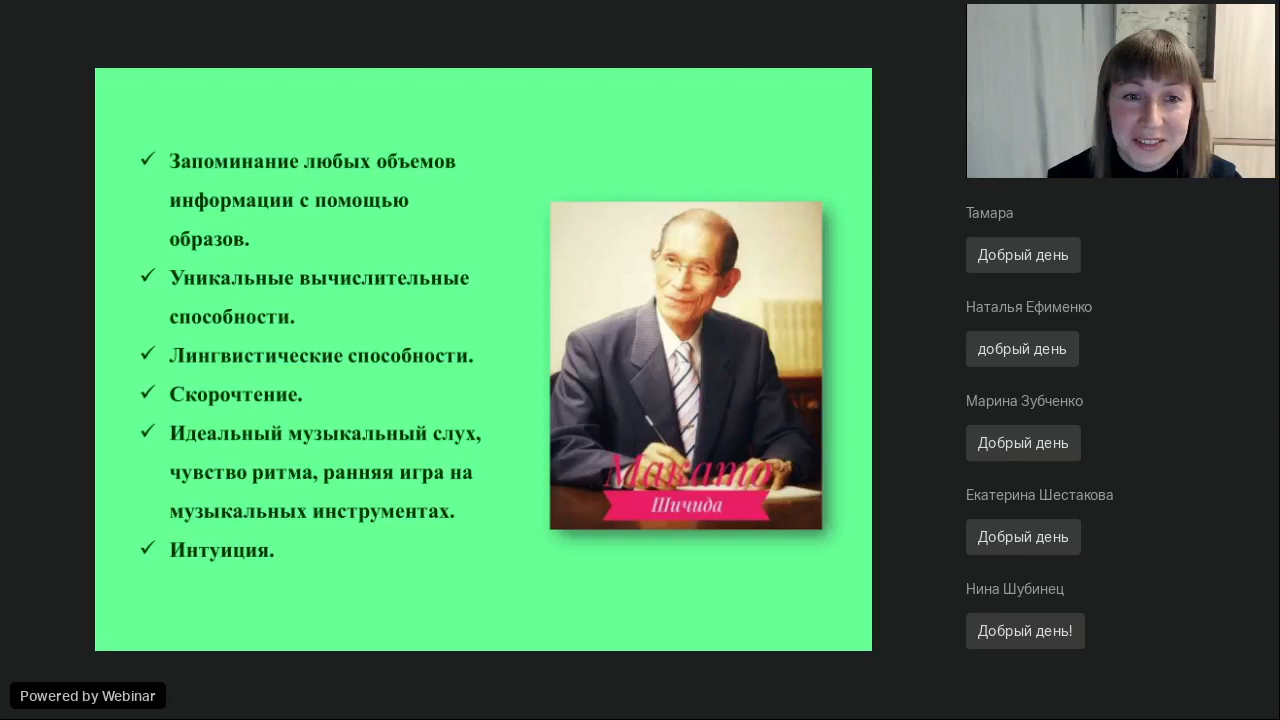 Запоминание любых объемов
информации с помощью
образов.
Уникальные вычислительные
способности.
Лингвистические способности.
Скорочтение.
Идеальный музыкальный слух,
чувство ритма, ранняя игра на
музыкальных инструментах.
Интуиция.
Макато
Шичида
Тамара
Добрый день
Наталья Ефименко
добрый день
Марина Зубченко
Добрый день
Екатерина Шестакова
Добрый день
Нина Шубинец
Добрый день!
Powered by Webinar